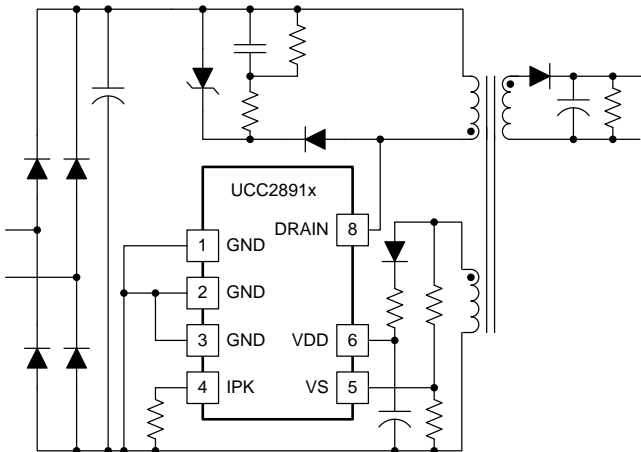 UCC2891x
DRAIN 8
1 GND
2 GND
3 GND
VDD 6
4 IPK
VS 5